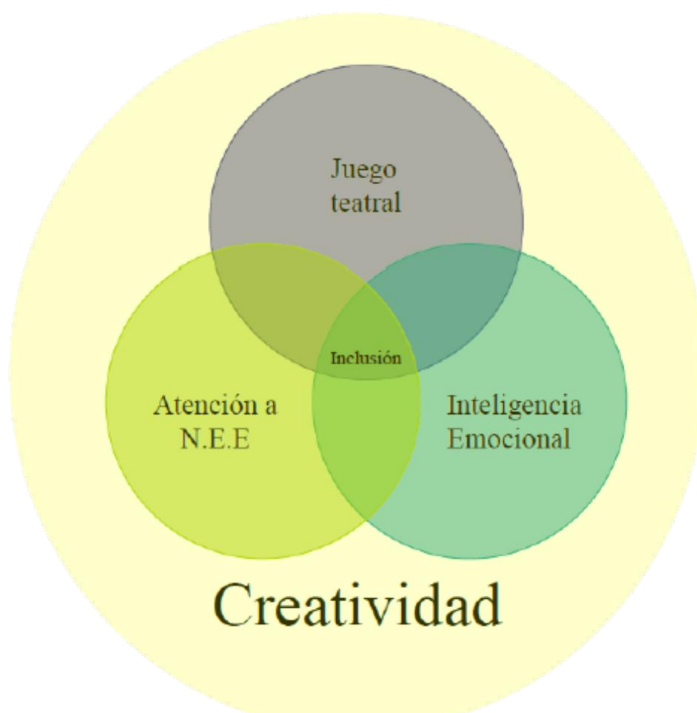 Juego
teatral
Inclusión
Atención a
N.E.E
Inteligencia
Emocional
Creatividad